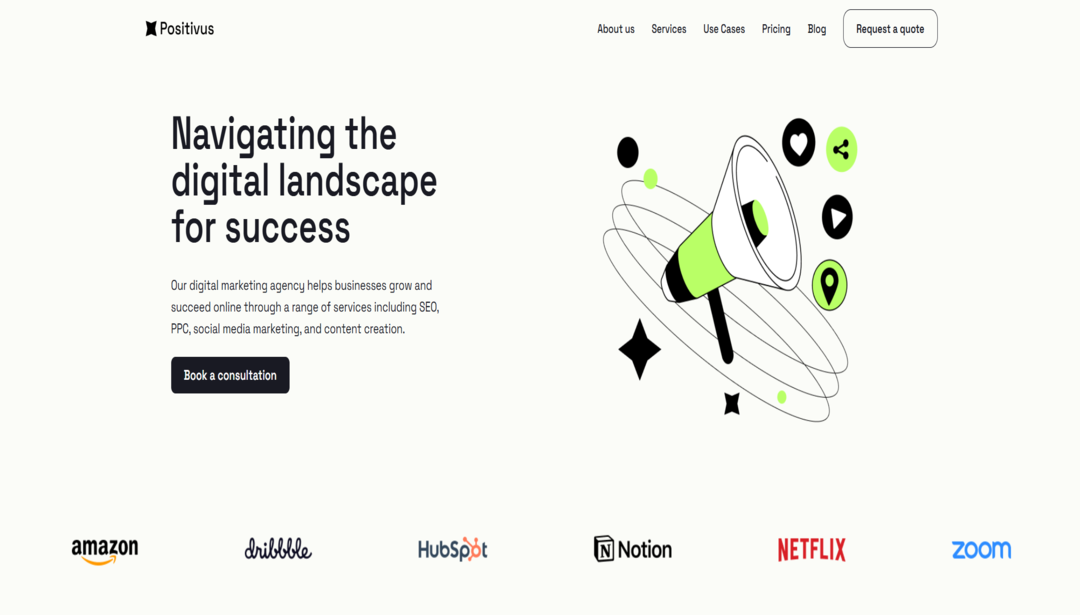 Positivus
About us
Services
Use Cases
Pricing
Blog
Request a quote
Navigating the
digital landscape
for success
Our digital marketing agency helps businesses grow and
succeed online through a range of services including SEO,
PPC, social media marketing, and content creation.
Book a consultation
amazon
dribbble
HubSpot
N Notion
NETFLIX
zoom